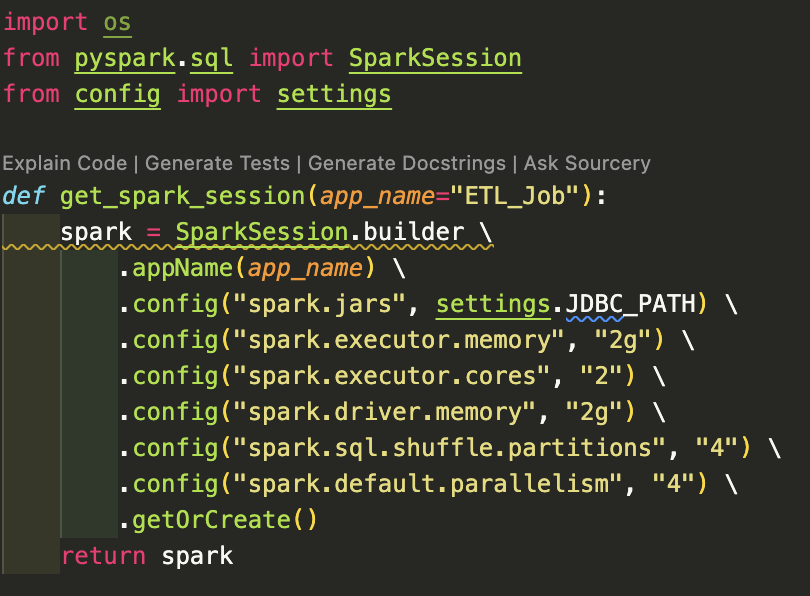 import os
from pyspark.sql import SparkSession
from config import settings
Explain Code | Generate Tests | Generate Docstrings | Ask Sourcery
def get_spark_session(app_name="ETL_Job"):
    spark = SparkSession.builder \
        .appName(app_name) \
        .config("spark.jars", settings.JDBC_PATH) \
        .config("spark.executor.memory", "2g") \
        .config("spark.executor.cores", "2") \
        .config("spark.driver.memory", "2g") \
        .config("spark.sql.shuffle.partitions", "4") \
        .config("spark.default.parallelism", "4") \
        .getOrCreate()
    return spark